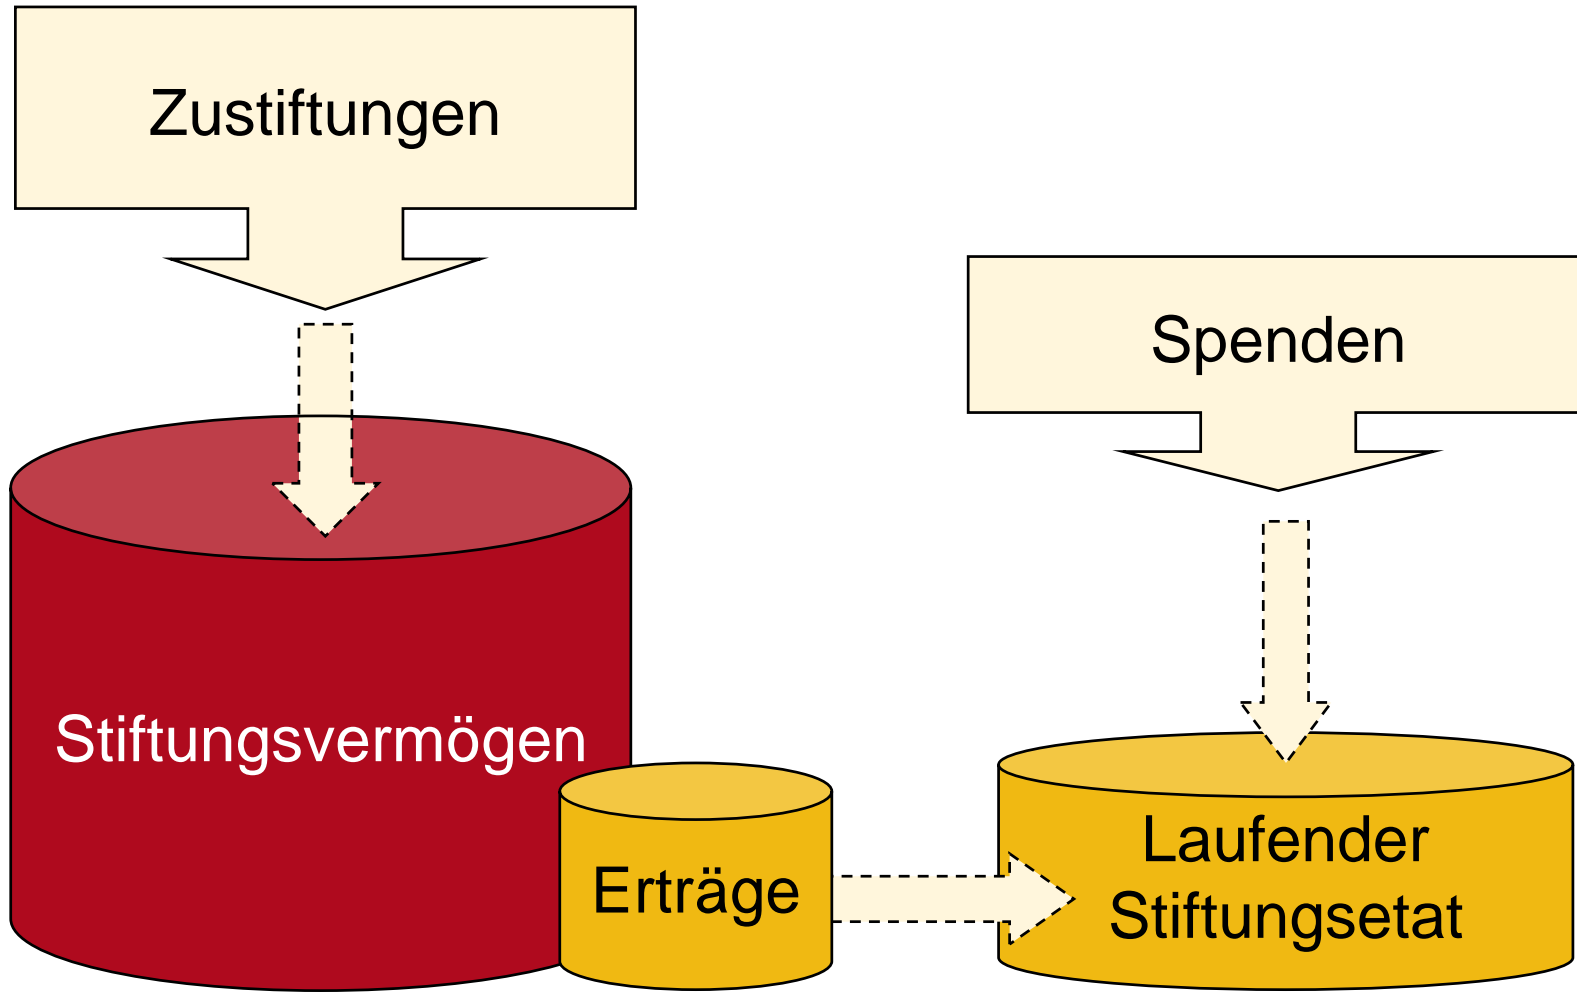 Zustiftungen
Spenden
Stiftungsvermögen
Erträge
Laufender
Stiftungsetat